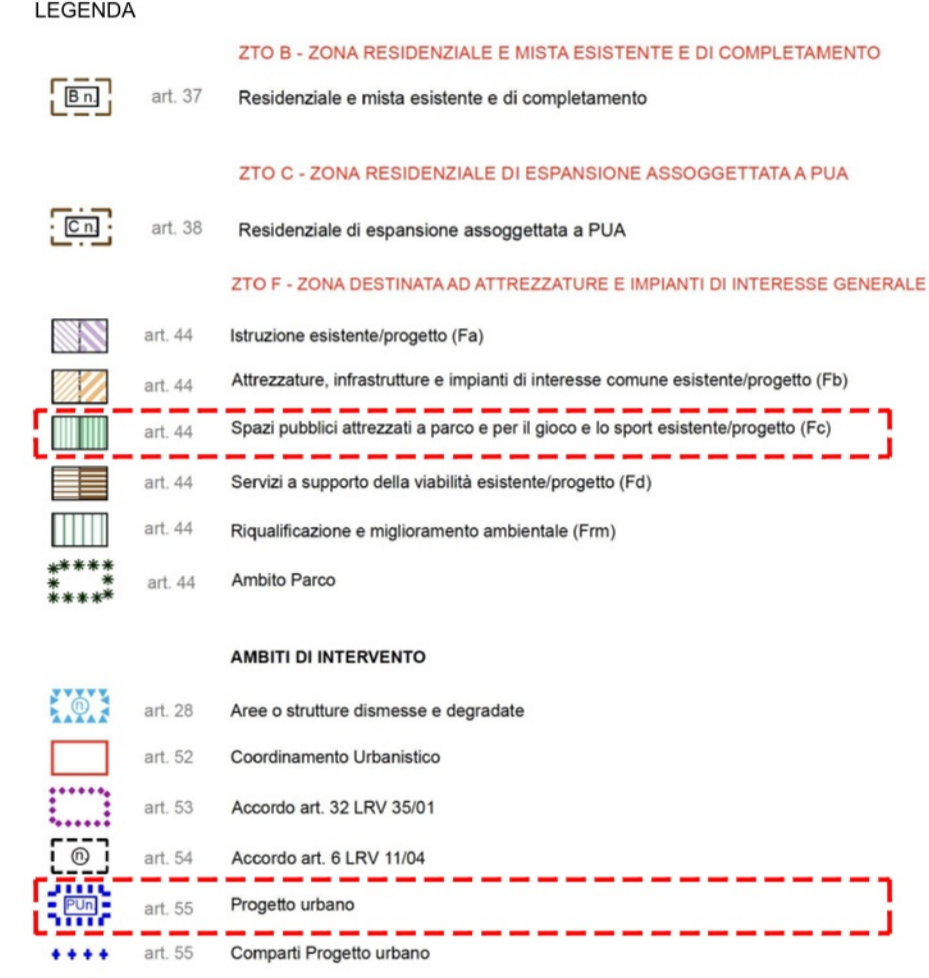 LEGENDA
ZTO B - ZONA RESIDENZIALE E MISTA ESISTENTE E DI COMPLETAMENTO
B n. art. 37 Residenziale e mista esistente e di completamento
ZTO C - ZONA RESIDENZIALE DI ESPANSIONE ASSOGGETTATA A PUA
C n. art. 38 Residenziale di espansione assoggettata a PUA
ZTO F - ZONA DESTINATA AD ATTREZZATURE E IMPIANTI DI INTERESSE GENERALE
art. 44 Istruzione esistente/progetto (Fa)
art. 44 Attrezzature, infrastrutture e impianti di interesse comune esistente/progetto (Fb)
art. 44 Spazi pubblici attrezzati a parco e per il gioco e lo sport esistente/progetto (Fc)
art. 44 Servizi a supporto della viabilità esistente/progetto (Fd)
art. 44 Riqualificazione e miglioramento ambientale (Frm)
art. 44 Ambito Parco
AMBITI DI INTERVENTO
n. art. 28 Aree o strutture dismesse e degradate
art. 52 Coordinamento Urbanistico
art. 53 Accordo art. 32 LRV 35/01
n. art. 54 Accordo art. 6 LRV 11/04
PUn art. 55 Progetto urbano
art. 55 Comparti Progetto urbano